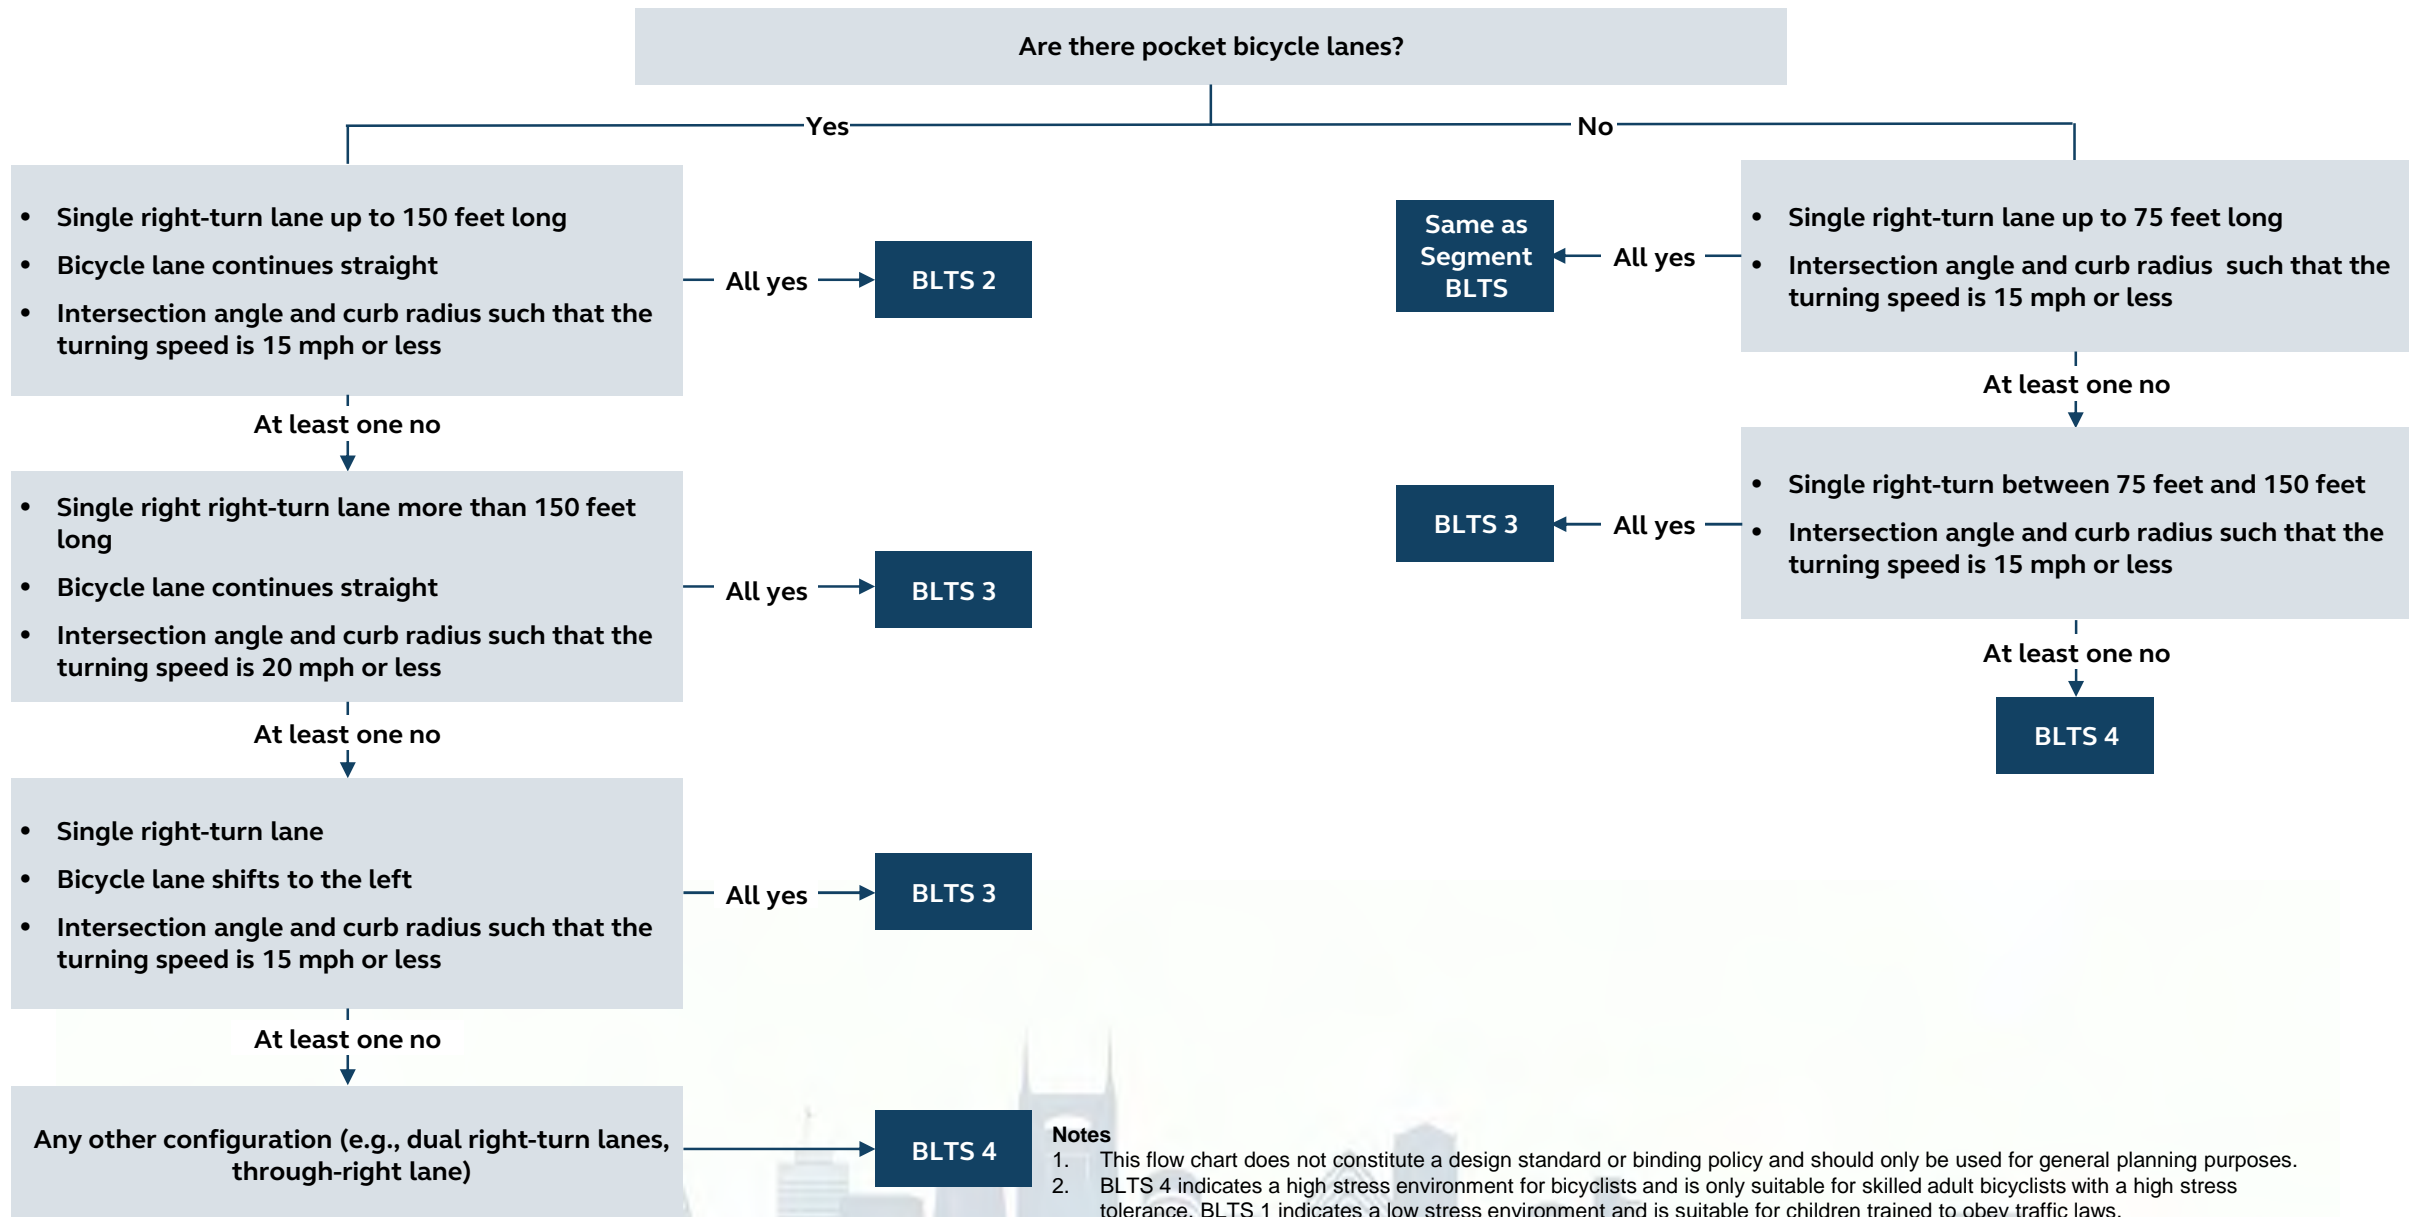 Are there pocket bicycle lanes?
Yes
No
• Single right-turn lane up to 150 feet long
• Bicycle lane continues straight
• Intersection angle and curb radius such that the
turning speed is 15 mph or less
All yes
BLTS 2
At least one no
• Single right right-turn lane more than 150 feet
long
• Bicycle lane continues straight
• Intersection angle and curb radius such that the
turning speed is 20 mph or less
All yes
BLTS 3
At least one no
• Single right-turn lane
• Bicycle lane shifts to the left
• Intersection angle and curb radius such that the
turning speed is 15 mph or less
All yes
BLTS 3
At least one no
Any other configuration (e.g., dual right-turn lanes,
through-right lane)
BLTS 4
• Single right-turn lane up to 75 feet long
• Intersection angle and curb radius such that the
turning speed is 15 mph or less
All yes
Same as
Segment
BLTS
At least one no
• Single right-turn between 75 feet and 150 feet
• Intersection angle and curb radius such that the
turning speed is 15 mph or less
All yes
BLTS 3
At least one no
BLTS 4
Notes
1. This flow chart does not constitute a design standard or binding policy and should only be used for general planning purposes.
2. BLTS 4 indicates a high stress environment for bicyclists and is only suitable for skilled adult bicyclists with a high stress
tolerance. BLTS 1 indicates a low stress environment and is suitable for children trained to obey traffic laws.